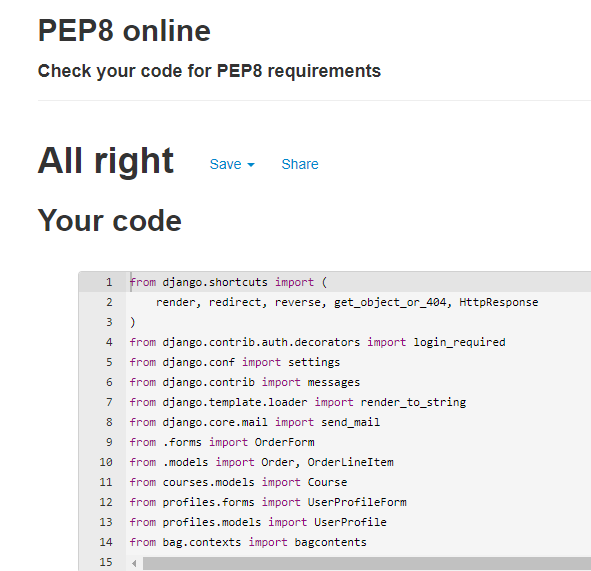 PEP8 online
Check your code for PEP8 requirements
All right Save Share
Your code
1 from django.shortcuts import (
2 render, redirect, reverse, get_object_or_404, HttpResponse
3 )
4 from django.contrib.auth.decorators import login_required
5 from django.conf import settings
6 from django.contrib import messages
7 from django.template.loader import render_to_string
8 from django.core.mail import send_mail
9 from .forms import OrderForm
10 from .models import Order, OrderLineItem
11 from courses.models import Course
12 from profiles.forms import UserProfileForm
13 from profiles.models import UserProfile
14 from bag.contexts import bagcontents
15